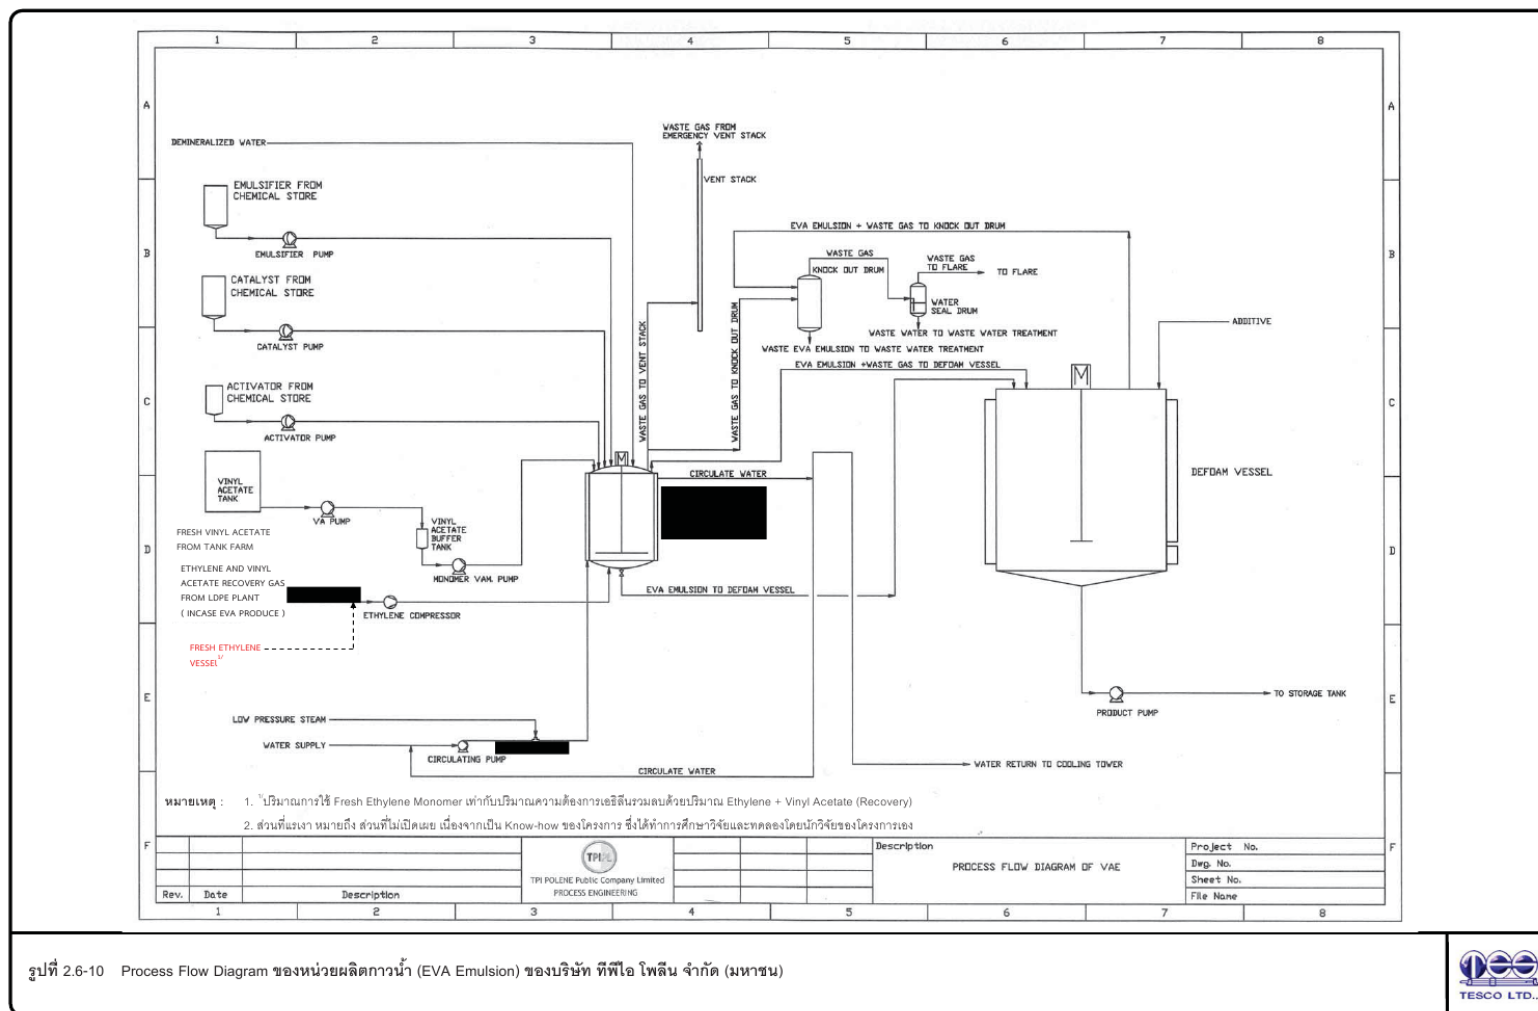 1 2 3 4 5 6 7 8
A A
WASTE GAS FROM
EMERGENCY VENT STACK
DEMINERALIZED WATER
VENT STACK
EMULSIFIER FROM
CHEMICAL STORE
EVA EMULSION + WASTE GAS TO KNOCK OUT DRUM
B B
EMULSIFIER PUMP
WASTE GAS
WASTE GAS
TO FLARE
TO FLARE
KNOCK OUT DRUM
CATALYST FROM
CHEMICAL STORE
WATER
SEAL DRUM
ADDITIVE
WASTE WATER TO WASTE WATER TREATMENT
CATALYST PUMP
WASTE EVA EMULSION TO WASTE WATER TREATMENT
WASTE GAS TO VENT STACK
WASTE GAS TO KNOCK OUT DRUM
EVA EMULSION +WASTE GAS TO DEFOAM VESSEL
M
ACTIVATOR FROM
CHEMICAL STORE
C C
ACTIVATOR PUMP
M
CIRCULATE WATER
DEFOAM VESSEL
VINYL
ACETATE
TANK
VA PUMP
VINYL
ACETATE
BUFFER
TANK
FRESH VINYL ACETATE
FROM TANK FARM
D D
MONOMER VAM. PUMP
ETHYLENE AND VINYL
ACETATE RECOVERY GAS
FROM LDPE PLANT
( INCASE EVA PRODUCE )
EVA EMULSION TO DEFOAM VESSEL
ETHYLENE COMPRESSOR
FRESH ETHYLENE
VESSEL 1/
E E
TO STORAGE TANK
PRODUCT PUMP
LOW PRESSURE STEAM
WATER SUPPLY
CIRCULATING PUMP
CIRCULATE WATER
WATER RETURN TO COOLING TOWER
หมายเหตุ : 1. 1/ปริมาณการใช้ Fresh Ethylene Monomer เท่ากับปริมาณความต้องการเอธิลีนรวมลบด้วยปริมาณ Ethylene + Vinyl Acetate (Recovery)
2. ส่วนที่แรเงา หมายถึง ส่วนที่ไม่เปิดเผย เนื่องจากเป็น Know-how ของโครงการ ซึ่งได้ทำการศึกษาวิจัยและทดลองโดยนักวิจัยของโครงการเอง
F F
TPIPL
TPI POLENE Public Company Limited
PROCESS ENGINEERING
Description
PROCESS FLOW DIAGRAM OF VAE
Project No.
Dwg. No.
Sheet No.
File Name
Rev. Date Description
1 2 3 4 5 6 7 8
รูปที่ 2.6-10 Process Flow Diagram ของหน่วยผลิตกาวน้ำ (EVA Emulsion) ของบริษัท ทีพีไอ โพลีน จำกัด (มหาชน)
TESCO LTD.